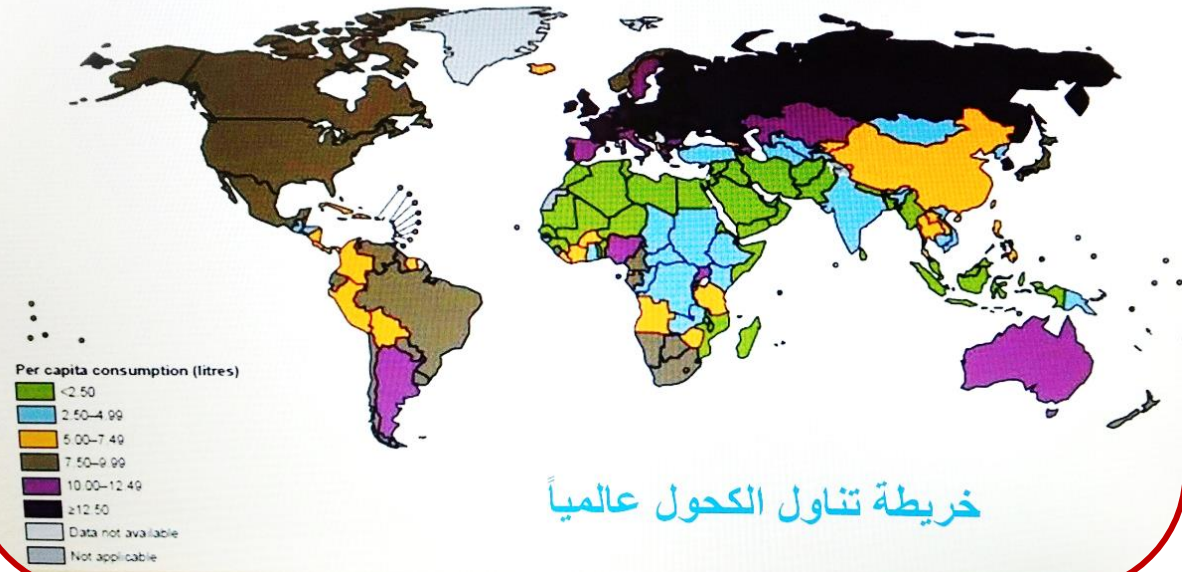 Per capita consumption (litres)
<2.50
2.50–4.99
5.00–7.49
7.50–9.99
10.00–12.49
≥12.50
Data not available
Not applicable
خريطة تناول الكحول عالمياً